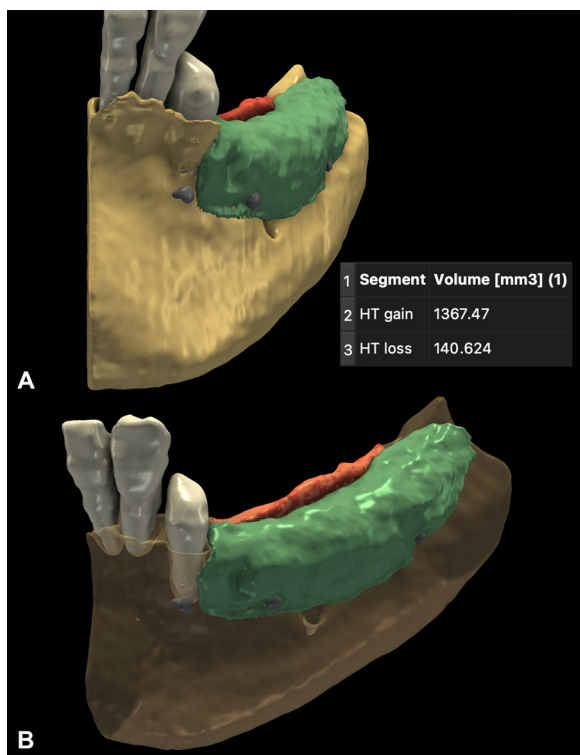 1 Segment Volume [mm3] (1)
2 HT gain 1367.47
3 HT loss 140.624
A
B